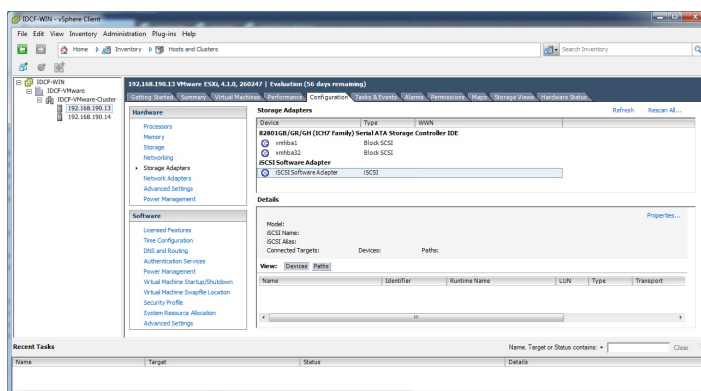 IDCF-WIN - vSphere Client
File Edit View Inventory Administration Plug-ins Help
Home Inventory Hosts and Clusters Search Inventory
IDCF-WIN
IDCF-VMware
IDCF-VMware-Cluster
192.168.190.13
192.168.190.14
192.168.190.13 VMware ESXi, 4.1.0, 260247 | Evaluation (56 days remaining)
Getting Started Summary Virtual Machines Performance Configuration Tasks & Events Alarms Permissions Maps Storage Views Hardware Status
Hardware
Processors
Memory
Storage
Networking
Storage Adapters
Network Adapters
Advanced Settings
Power Management
Software
Licensed Features
Time Configuration
DNS and Routing
Authentication Services
Power Management
Virtual Machine Startup/Shutdown
Virtual Machine Swapfile Location
Security Profile
System Resource Allocation
Advanced Settings
Storage Adapters Refresh Rescan All...
Device Type WWN
82801GB/GR/GH (ICH7 Family) Serial ATA Storage Controller IDE
vmhba1 Block SCSI
vmhba32 Block SCSI
iSCSI Software Adapter
iSCSI Software Adapter iSCSI
Details
Properties...
Model:
iSCSI Name:
iSCSI Alias:
Connected Targets: Devices: Paths:
View: Devices Paths
Name Identifier Runtime Name LUN Type Transport
Recent Tasks Name, Target or Status contains: Clear
Name Target Status Details